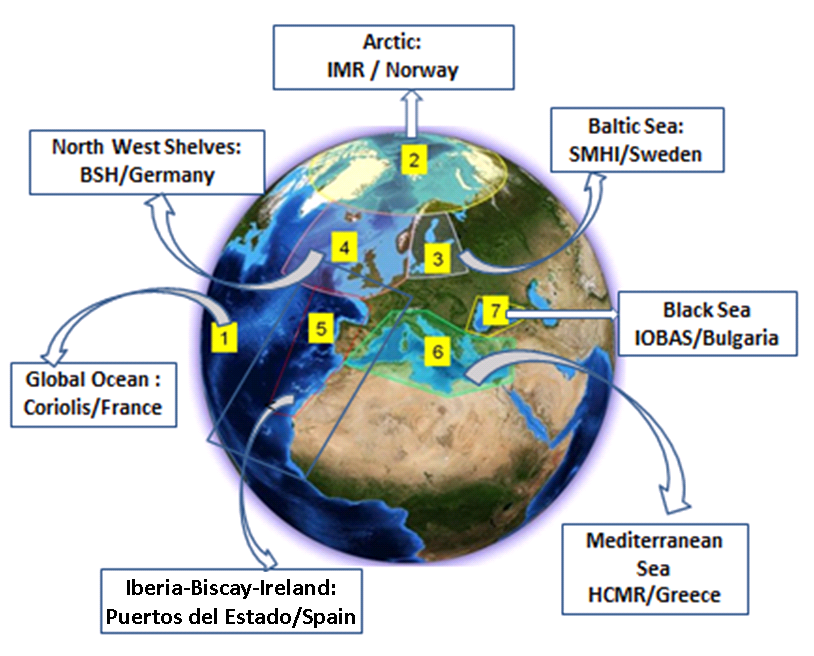 Arctic:
IMR / Norway
North West Shelves:
BSH/Germany
Baltic Sea:
SMHI/Sweden
2
4
3
7
Black Sea
IOBAS/Bulgaria
1
5
6
Global Ocean :
Coriolis/France
Mediterranean
Sea
HCMR/Greece
Iberia-Biscay-Ireland:
Puertos del Estado/Spain